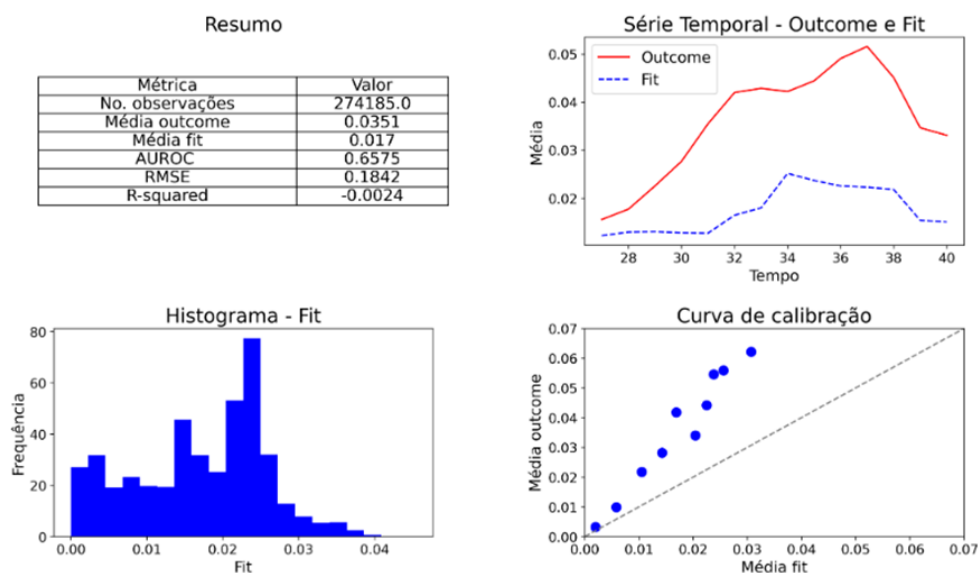 Resumo
Métrica Valor
No. observações 274185.0
Média outcome 0.0351
Média fit 0.017
AUROC 0.6575
RMSE 0.1842
R-squared -0.0024
Série Temporal - Outcome e Fit
Outcome
Fit
Média
0.05
0.04
0.03
0.02
28 30 32 34 36 38 40
Tempo
Histograma - Fit
Frequência
80
60
40
20
0
0.00 0.01 0.02 0.03 0.04
Fit
Curva de calibração
Média outcome
0.07
0.06
0.05
0.04
0.03
0.02
0.01
0.00
0.00 0.01 0.02 0.03 0.04 0.05 0.06 0.07
Média fit